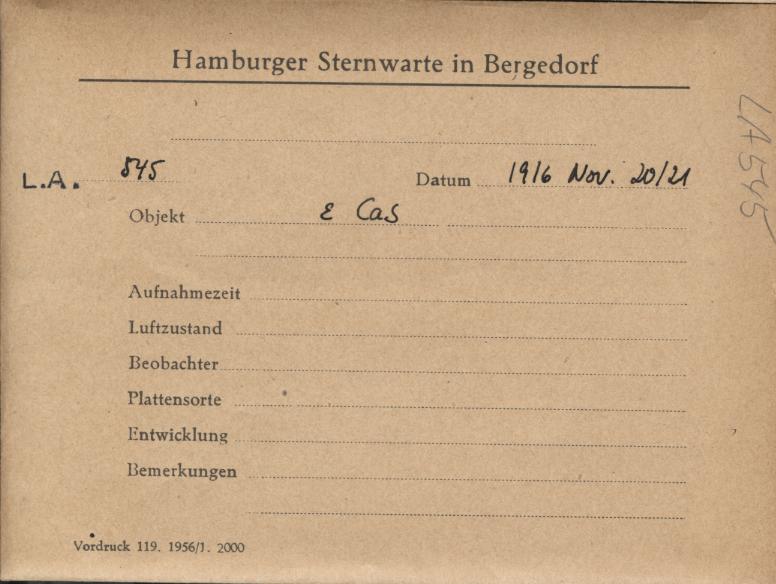 Hamburger Sternwarte in Bergedorf
L.A. 545 Datum 1916 Nov. 20/21
Objekt ε Cas
Aufnahmezeit
Luftzustand
Beobachter
Plattensorte
Entwicklung
Bemerkungen
Vordruck 119. 1956/1. 2000
LA 545